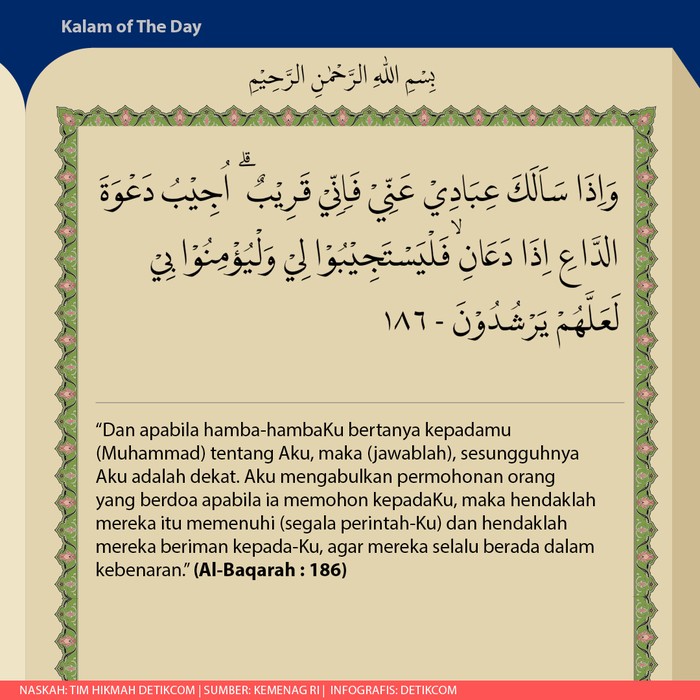 Kalam of The Day
بِسْمِ اللّٰهِ الرَّحْمٰنِ الرَّحِيْمِ
وَاِذَا سَاَلَكَ عِبَادِيْ عَنِّيْ فَاِنِّيْ قَرِيْبٌ ۗ اُجِيْبُ دَعْوَةَ
الدَّاعِ اِذَا دَعَانِ ۙ فَلْيَسْتَجِيْبُوْا لِيْ وَلْيُؤْمِنُوْا بِيْ
لَعَلَّهُمْ يَرْشُدُوْنَ - ١٨٦
“Dan apabila hamba-hambaKu bertanya kepadamu
(Muhammad) tentang Aku, maka (jawablah), sesungguhnya
Aku adalah dekat. Aku mengabulkan permohonan orang
yang berdoa apabila ia memohon kepadaKu, maka hendaklah
mereka itu memenuhi (segala perintah-Ku) dan hendaklah
mereka beriman kepada-Ku, agar mereka selalu berada dalam
kebenaran.” (Al-Baqarah : 186)
NASKAH: TIM HIKMAH DETIKCOM | SUMBER: KEMENAG RI | INFOGRAFIS: DETIKCOM